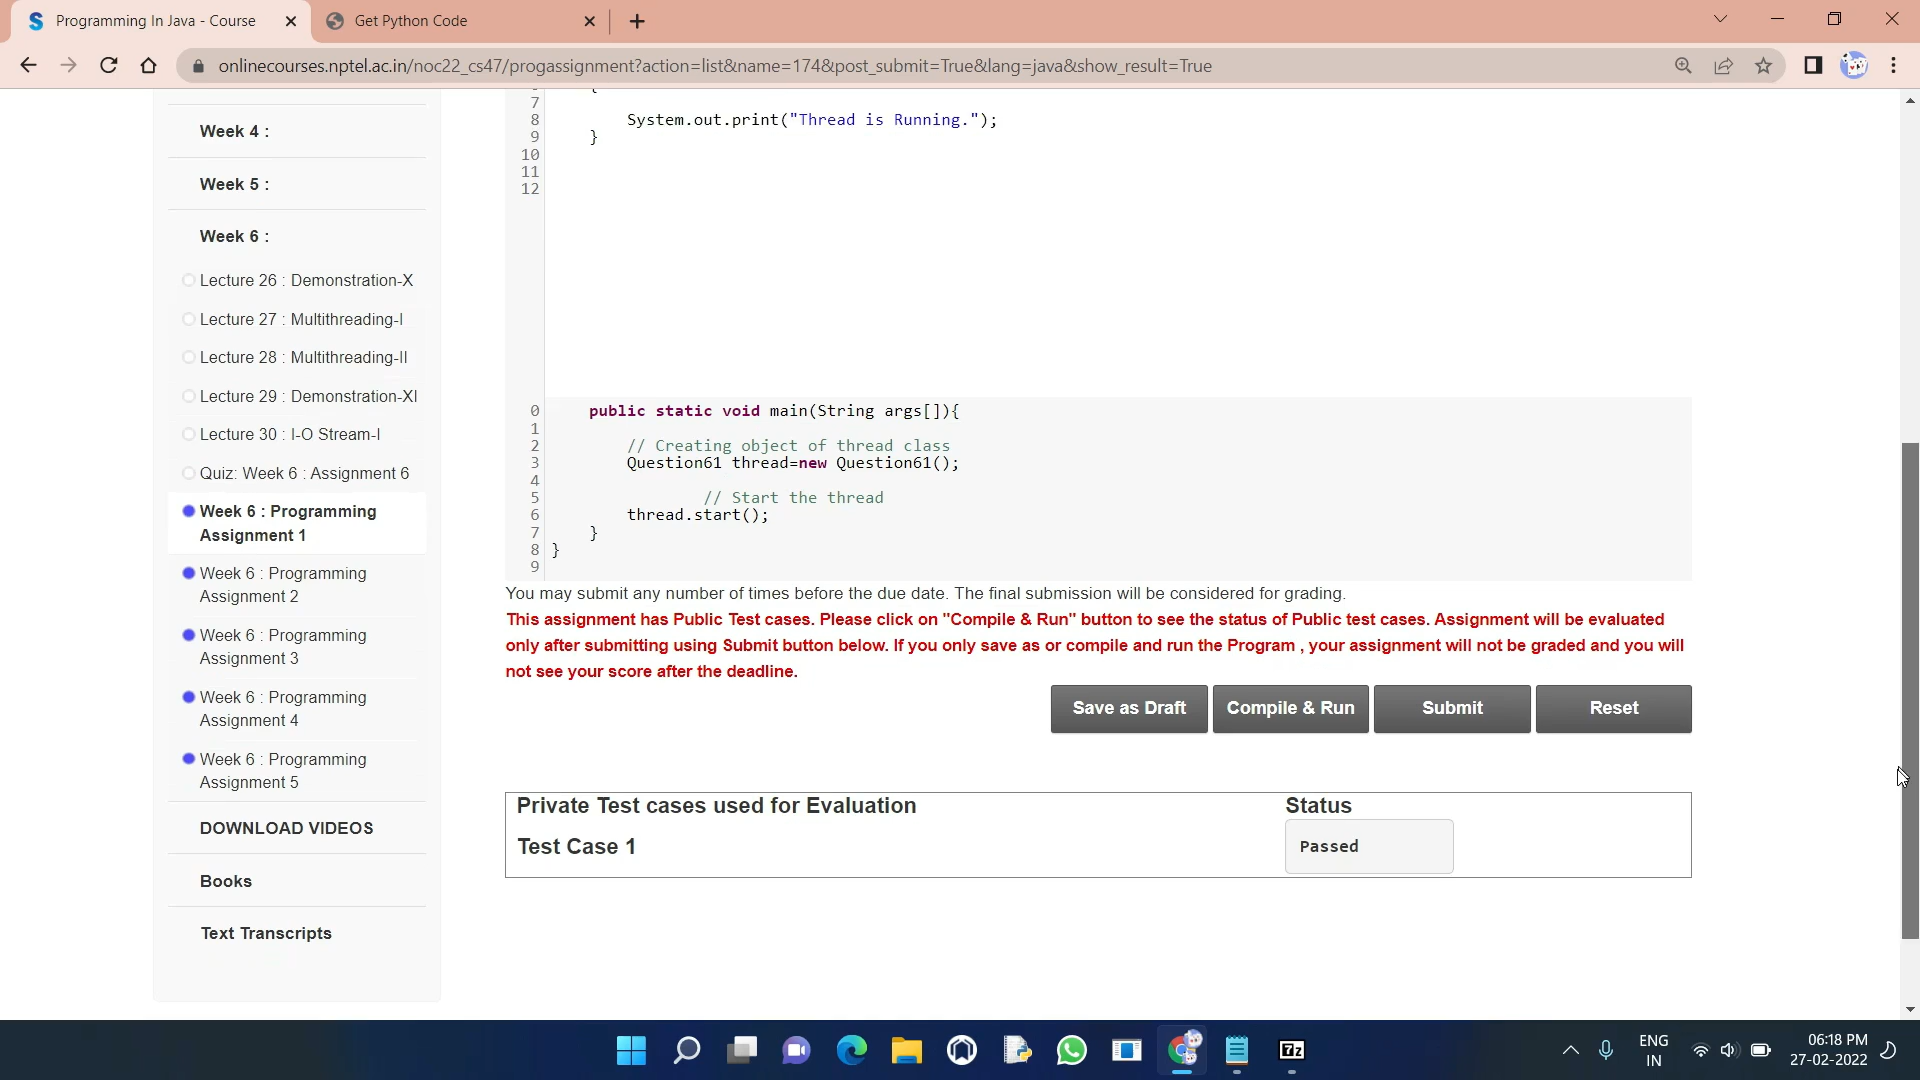 Programming In Java - Course
Get Python Code
onlinecourses.nptel.ac.in/noc22_cs47/progassignment?action=list&name=174&post_submit=True&lang=java&show_result=True
Week 4 :
Week 5 :
Week 6 :
Lecture 26 : Demonstration-X
Lecture 27 : Multithreading-I
Lecture 28 : Multithreading-II
Lecture 29 : Demonstration-XI
Lecture 30 : I-O Stream-I
Quiz: Week 6 : Assignment 6
Week 6 : Programming
Assignment 1
Week 6 : Programming
Assignment 2
Week 6 : Programming
Assignment 3
Week 6 : Programming
Assignment 4
Week 6 : Programming
Assignment 5
DOWNLOAD VIDEOS
Books
Text Transcripts
7
8 System.out.print("Thread is Running.");
9 }
10
11
12
0 public static void main(String args[]){
1
2 // Creating object of thread class
3 Question61 thread=new Question61();
4
5 // Start the thread
6 thread.start();
7 }
8 }
9
You may submit any number of times before the due date. The final submission will be considered for grading.
This assignment has Public Test cases. Please click on "Compile & Run" button to see the status of Public test cases. Assignment will be evaluated
only after submitting using Submit button below. If you only save as or compile and run the Program , your assignment will not be graded and you will
not see your score after the deadline.
Save as Draft Compile & Run Submit Reset
Private Test cases used for Evaluation Status
Test Case 1 Passed
7z
ENG
IN
06:18 PM
27-02-2022